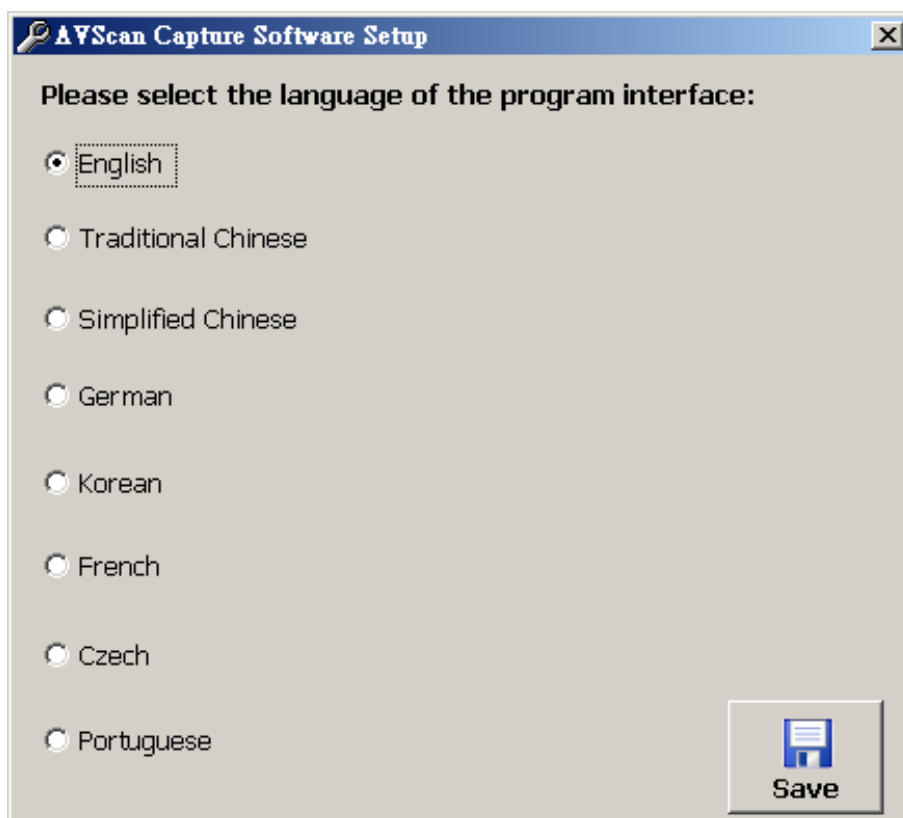 AVScan Capture Software Setup
Please select the language of the program interface:
English
Traditional Chinese
Simplified Chinese
German
Korean
French
Czech
Portuguese
Save